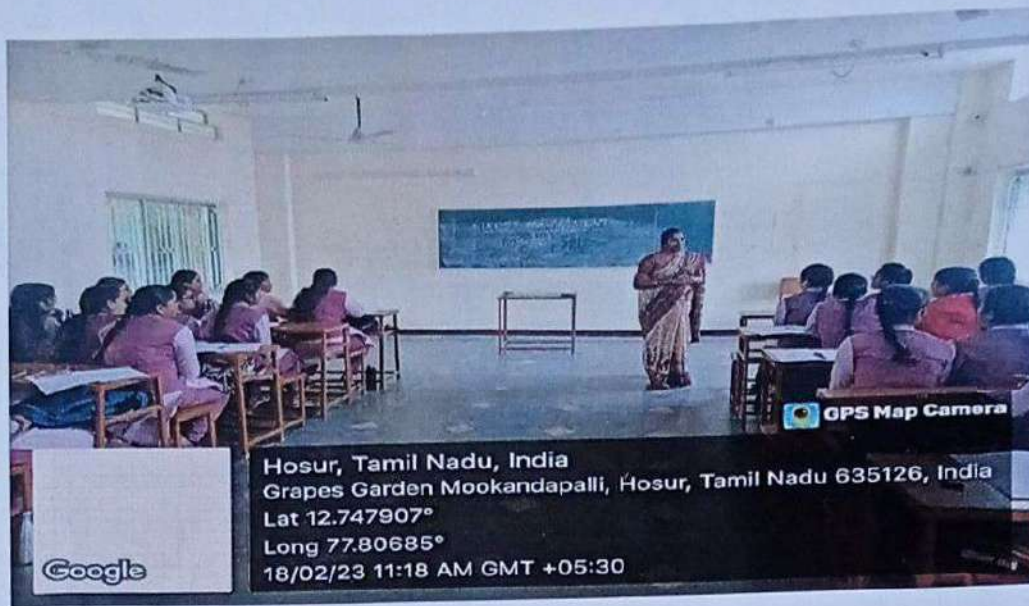 GPS Map Camera
Hosur, Tamil Nadu, India
Grapes Garden Mookandapalli, Hosur, Tamil Nadu 635126, India
Lat 12.747907°
Long 77.80685°
18/02/23 11:18 AM GMT +05:30
Google